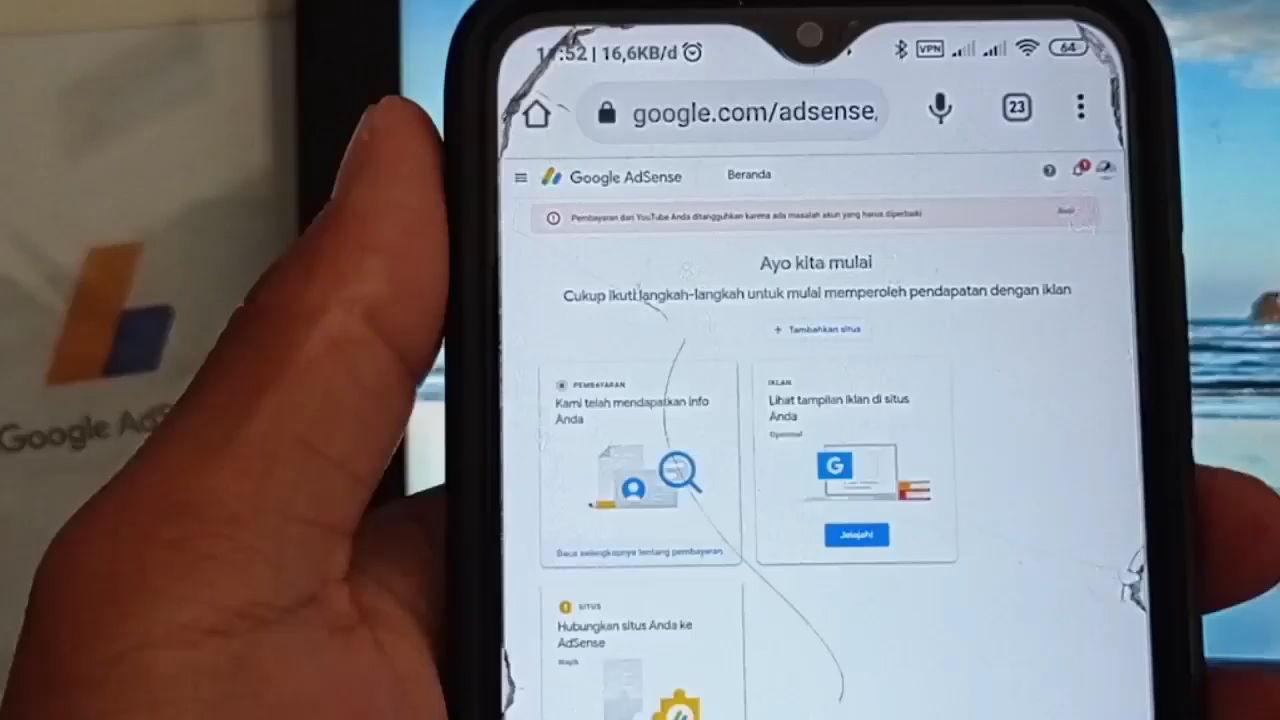 :52 | 16,6KB/d
VPN
64
google.com/adsense,
23
Google AdSense
Beranda
Pembayaran dari YouTube Anda ditangguhkan karena ada masalah akun yang harus diperbaiki
Ayo kita mulai
Cukup ikuti langkah-langkah untuk mulai memperoleh pendapatan dengan iklan
+ Tambahkan situs
PEMBAYARAN
Kami telah mendapatkan info
Anda
Baca selengkapnya tentang pembayaran
IKLAN
Lihat tampilan iklan di situs
Anda
Opsional
G
Jelajahi
SITUS
Hubungkan situs Anda ke
AdSense
Wajib
Google Ad